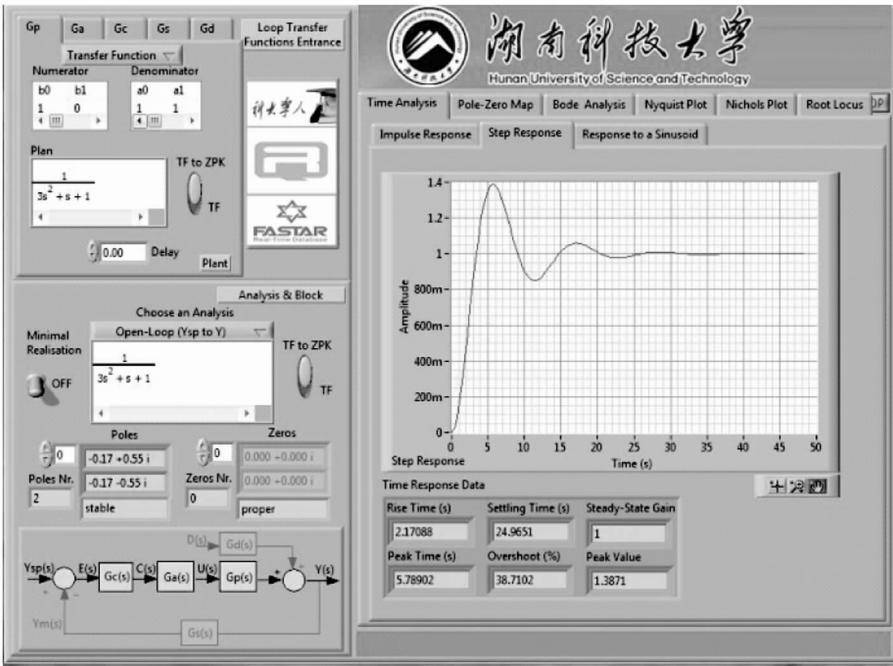 Gp Ga Gc Gs Gd
Loop Transfer
Functions Entrance
Transfer Function
Numerator Denominator
b0 b1 a0 a1
1 0 1 1
Plan
1
3s² + s + 1
TF to ZPK
TF
0.00 Delay
Plant
科大学人
FASTAR
Real-Time Database
Analysis & Block
Choose an Analysis
Minimal
Realisation
OFF
Open-Loop (Ysp to Y)
1
3s² + s + 1
TF to ZPK
TF
Poles Zeros
0 -0.17 +0.55 i 0 0.000 +0.000 i
Poles Nr. -0.17 -0.55 i Zeros Nr. 0.000 +0.000 i
2 stable 0 proper
D(s) Gd(s)
Ysp(s) E(s) Gc(s) C(s) Ga(s) U(s) Gp(s) Y(s)
+ - + -
Ym(s) Gs(s)
湖南科技大学
Hunan University of Science and Technology
Time Analysis Pole-Zero Map Bode Analysis Nyquist Plot Nichols Plot Root Locus
Impulse Response Step Response Response to a Sinusoid
1.4
1.2
1
800m
600m
400m
200m
0
Amplitude
0 5 10 15 20 25 30 35 40 45 50
Step Response Time (s)
Time Response Data
Rise Time (s) Settling Time (s) Steady-State Gain
2.17088 24.9651 1
Peak Time (s) Overshoot (%) Peak Value
5.78902 38.7102 1.3871